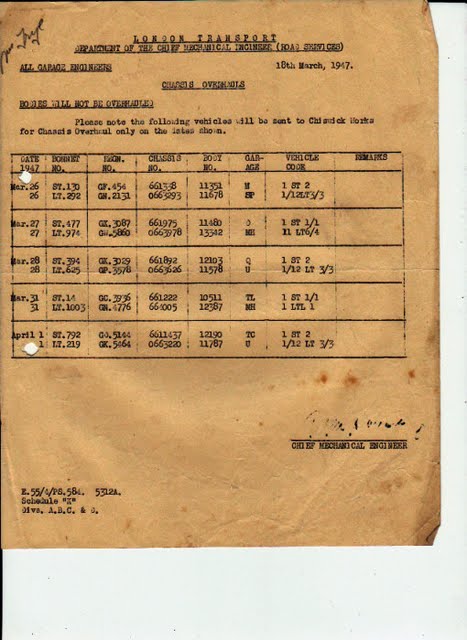 LONDON TRANSPORT
DEPARTMENT OF THE CHIEF MECHANICAL ENGINEER (ROAD SERVICES)
ALL GARAGE ENGINEERS 18th March, 1947.
CHASSIS OVERHAULS
BODIES WILL NOT BE OVERHAULED
Please note the following vehicles will be sent to Chiswick Works
for Chassis Overhaul only on the dates shown.
DATE 1947 BONNET NO. REGN. NO. CHASSIS NO. BODY NO. GAR-AGE VEHICLE CODE REMARKS
Mar.26 ST.130 GF.454 661338 11351 N 1 ST 2
26 LT.292 GN.2131 0663293 11678 SP 1/12LT3/3
Mar.27 ST.477 GX.3087 661975 11480 1 ST 1/1
27 LT.974 5860 0663978 13342 NH 11 LT6/4
Mar.28 ST.394 GK.3029 661892 12103 Q 1 ST 2
28 LT.625 GP.3578 0663626 11578 U 1/12 LT 3/3
Mar.31 ST.14 GC.3936 661222 10511 TL 1 ST 1/1
31 LT.1003 GN.4776 664005 12387 NH 1 LTL 1
April 1 ST.792 GO.5144 6611437 12190 TC 1 ST 2
1 LT.219 GK.5464 0663220 11787 U 1/12 LT 3/3
CHIEF MECHANICAL ENGINEER
E.55/4/PS.584. 5312A.
Schedule "X"
Divs. A.B.C. &